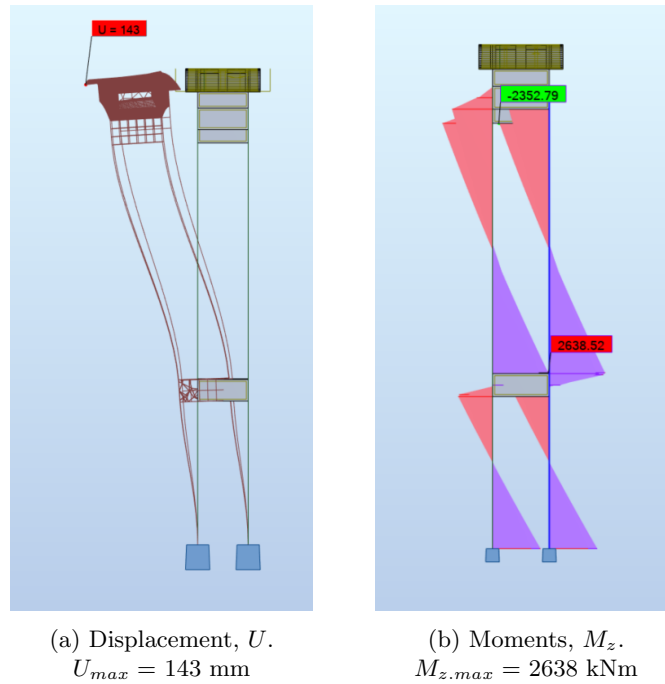 U = 143
-2352.79
2638.52
(a) Displacement, U.
U_max = 143 mm
(b) Moments, M_z.
M_z.max = 2638 kNm